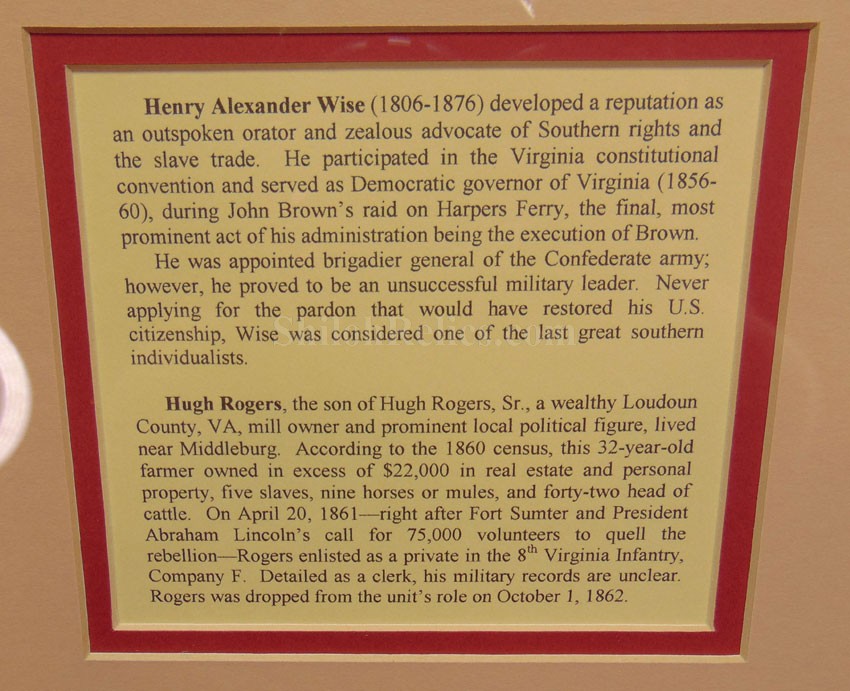 Henry Alexander Wise (1806-1876) developed a reputation as
an outspoken orator and zealous advocate of Southern rights and
the slave trade. He participated in the Virginia constitutional
convention and served as Democratic governor of Virginia (1856-
60), during John Brown's raid on Harpers Ferry, the final, most
prominent act of his administration being the execution of Brown.
He was appointed brigadier general of the Confederate army;
however, he proved to be an unsuccessful military leader. Never
applying for the pardon that would have restored his U.S.
citizenship, Wise was considered one of the last great southern
individualists.
Hugh Rogers, the son of Hugh Rogers, Sr., a wealthy Loudoun
County, VA, mill owner and prominent local political figure, lived
near Middleburg. According to the 1860 census, this 32-year-old
farmer owned in excess of $22,000 in real estate and personal
property, five slaves, nine horses or mules, and forty-two head of
cattle. On April 20, 1861—right after Fort Sumter and President
Abraham Lincoln's call for 75,000 volunteers to quell the
rebellion—Rogers enlisted as a private in the 8th Virginia Infantry,
Company F. Detailed as a clerk, his military records are unclear.
Rogers was dropped from the unit's role on October 1, 1862.